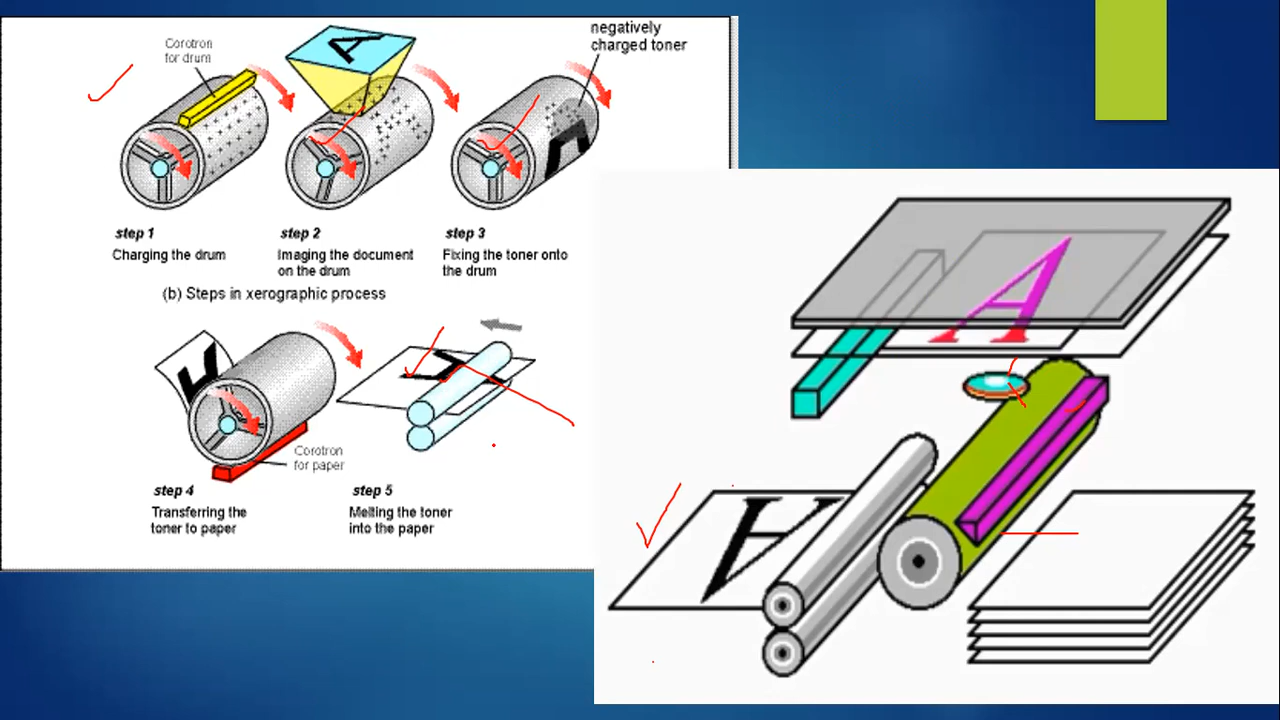 Corotron
for drum
A
negatively
charged toner
step 1
Charging the drum
step 2
Imaging the document
on the drum
step 3
Fixing the toner onto
the drum
(b) Steps in xerographic process
A
A
Corotron
for paper
step 4
Transferring the
toner to paper
step 5
Melting the toner
into the paper